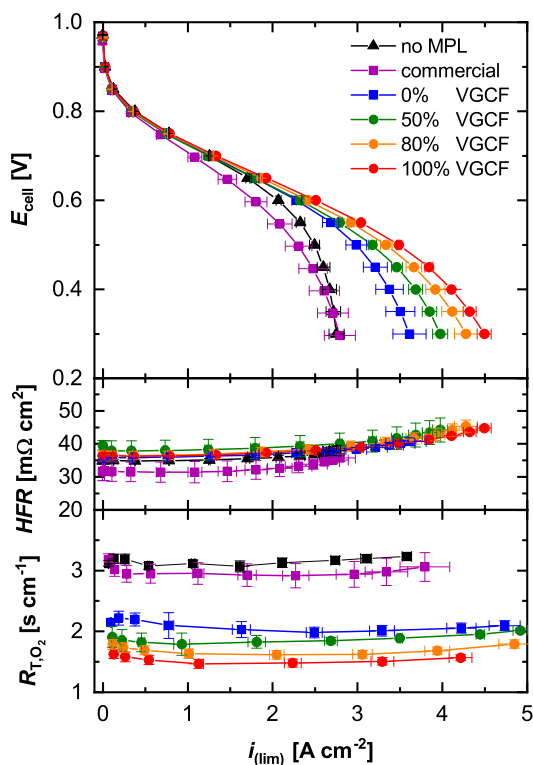 1.0
0.8
0.6
0.4
0.2
E_cell [V]
no MPL
commercial
0% VGCF
50% VGCF
80% VGCF
100% VGCF
50
40
30
20
HFR [mΩ cm²]
3
2
1
R_T,O₂ [s cm⁻¹]
0 1 2 3 4 5
i_(lim) [A cm⁻²]